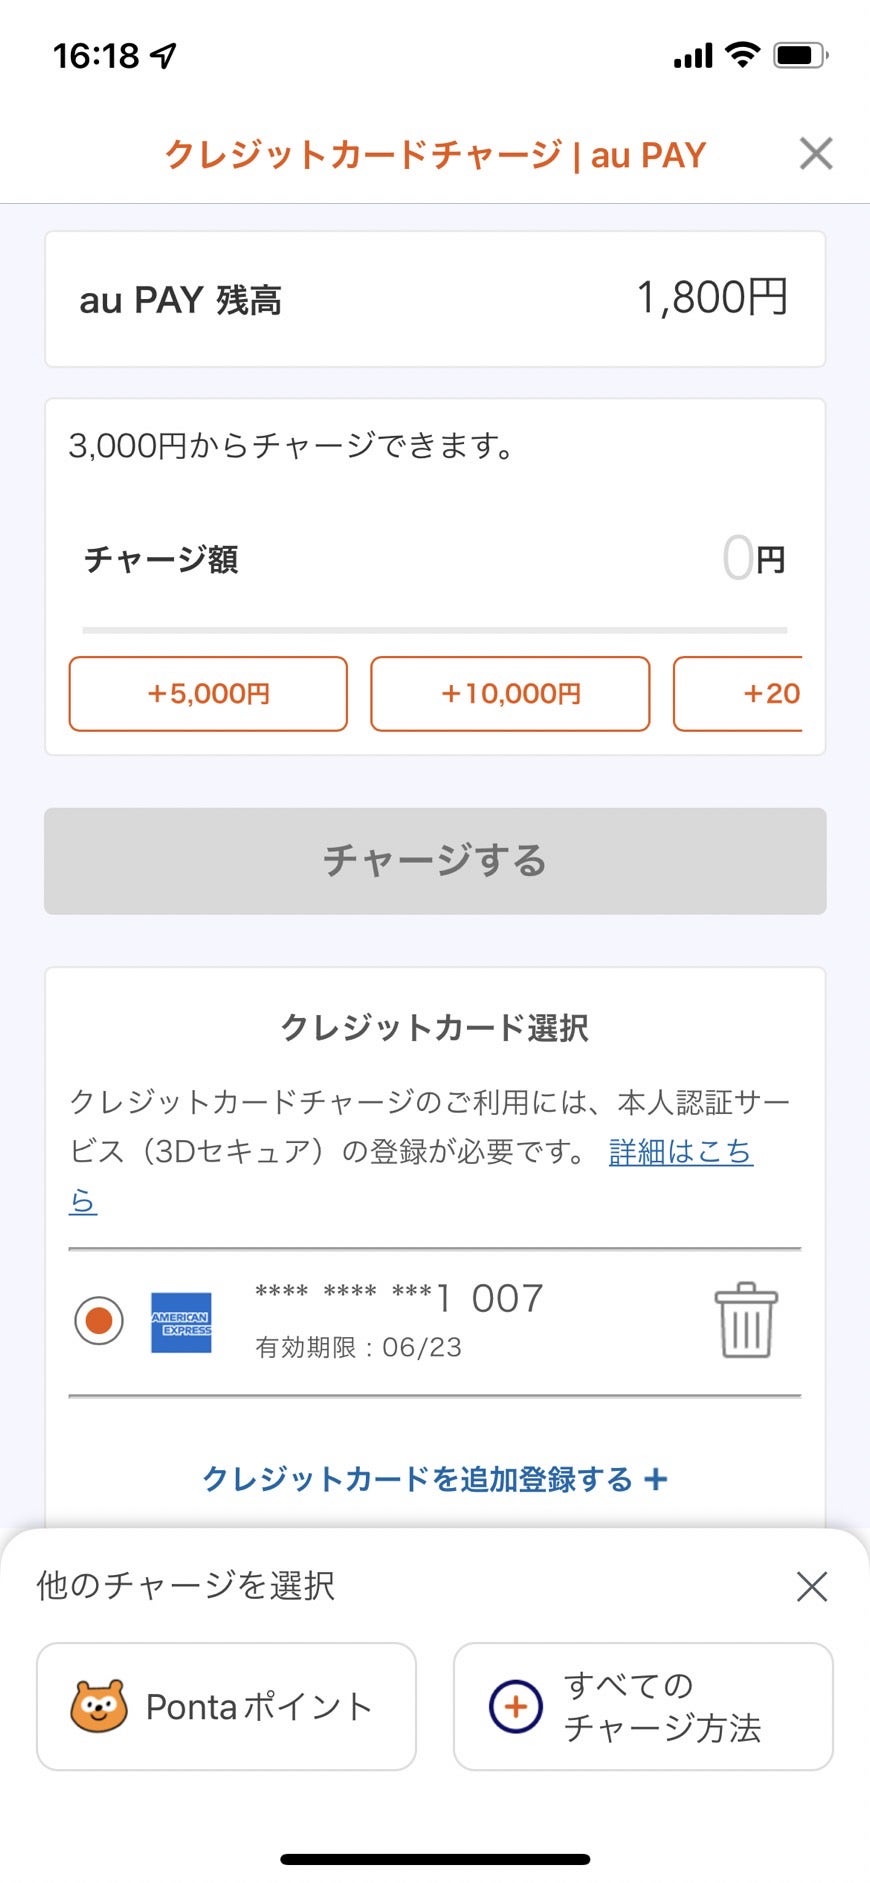 16:18
クレジットカードチャージ | au PAY
au PAY 残高 1,800円
3,000円からチャージできます。
チャージ額 0円
+5,000円 +10,000円 +20
チャージする
クレジットカード選択
クレジットカードチャージのご利用には、本人認証サー
ビス（3Dセキュア）の登録が必要です。 詳細はこち
ら
AMERICAN
EXPRESS
**** **** ***1 007
有効期限：06/23
クレジットカードを追加登録する +
他のチャージを選択
Pontaポイント
すべての
チャージ方法